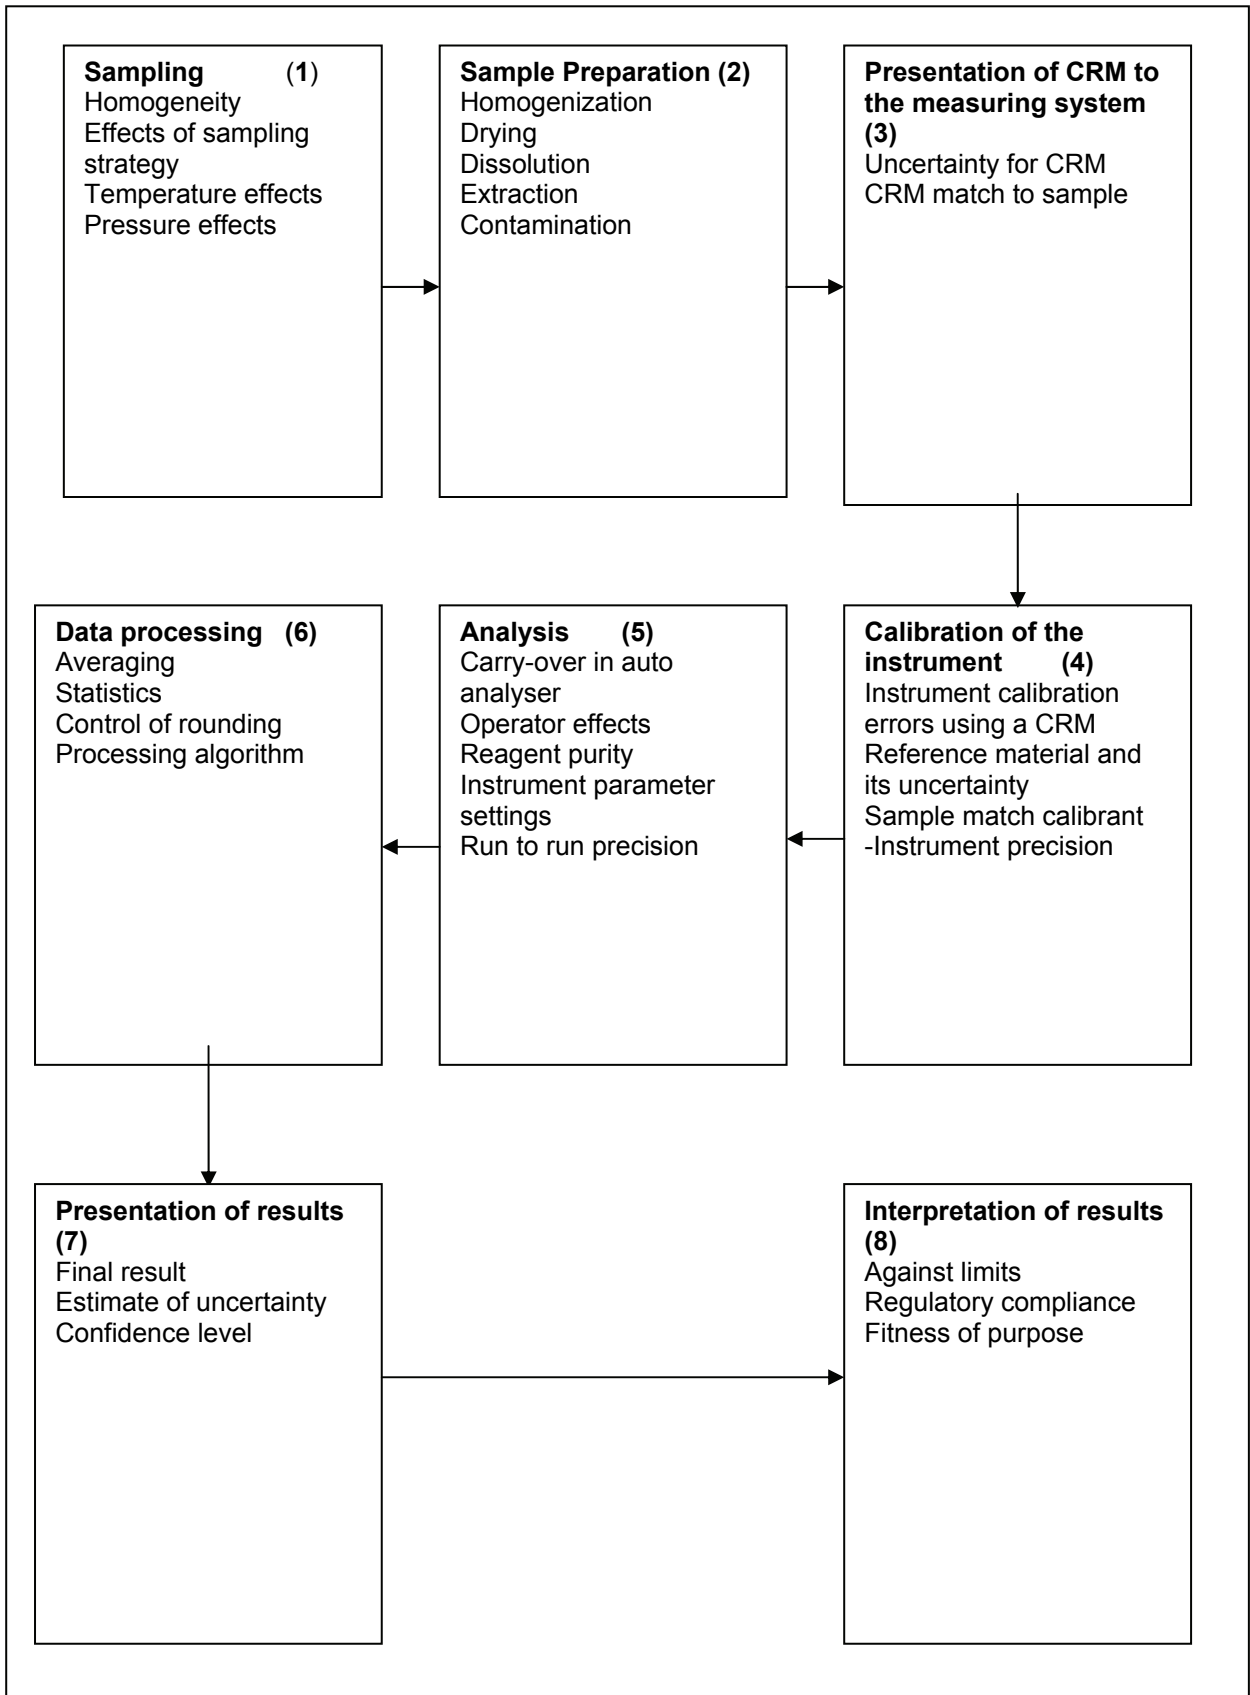 Sampling (1)
Homogeneity
Effects of sampling
strategy
Temperature effects
Pressure effects
Sample Preparation (2)
Homogenization
Drying
Dissolution
Extraction
Contamination
Presentation of CRM to
the measuring system
(3)
Uncertainty for CRM
CRM match to sample
Calibration of the
instrument (4)
Instrument calibration
errors using a CRM
Reference material and
its uncertainty
Sample match calibrant
-Instrument precision
Analysis (5)
Carry-over in auto
analyser
Operator effects
Reagent purity
Instrument parameter
settings
Run to run precision
Data processing (6)
Averaging
Statistics
Control of rounding
Processing algorithm
Presentation of results
(7)
Final result
Estimate of uncertainty
Confidence level
Interpretation of results
(8)
Against limits
Regulatory compliance
Fitness of purpose